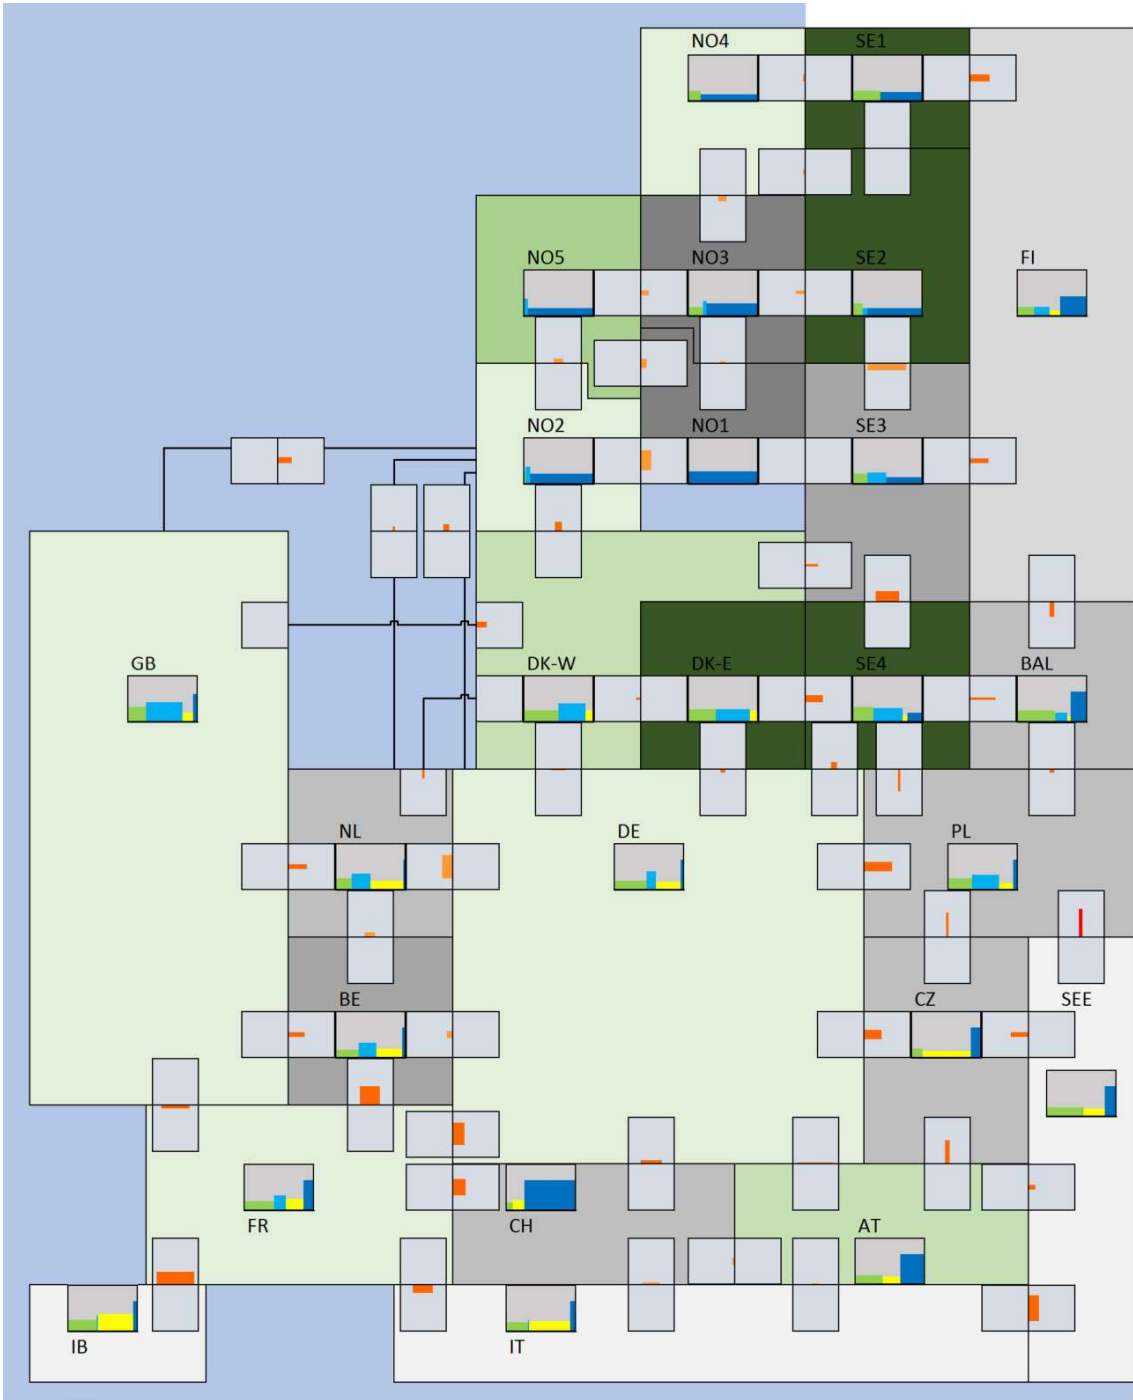 NO4 SE1
NO5 NO3 SE2 FI
NO2 NO1 SE3
GB DK-W DK-E SE4 BAL
NL DE PL
BE CZ SEE
FR CH AT
IB IT